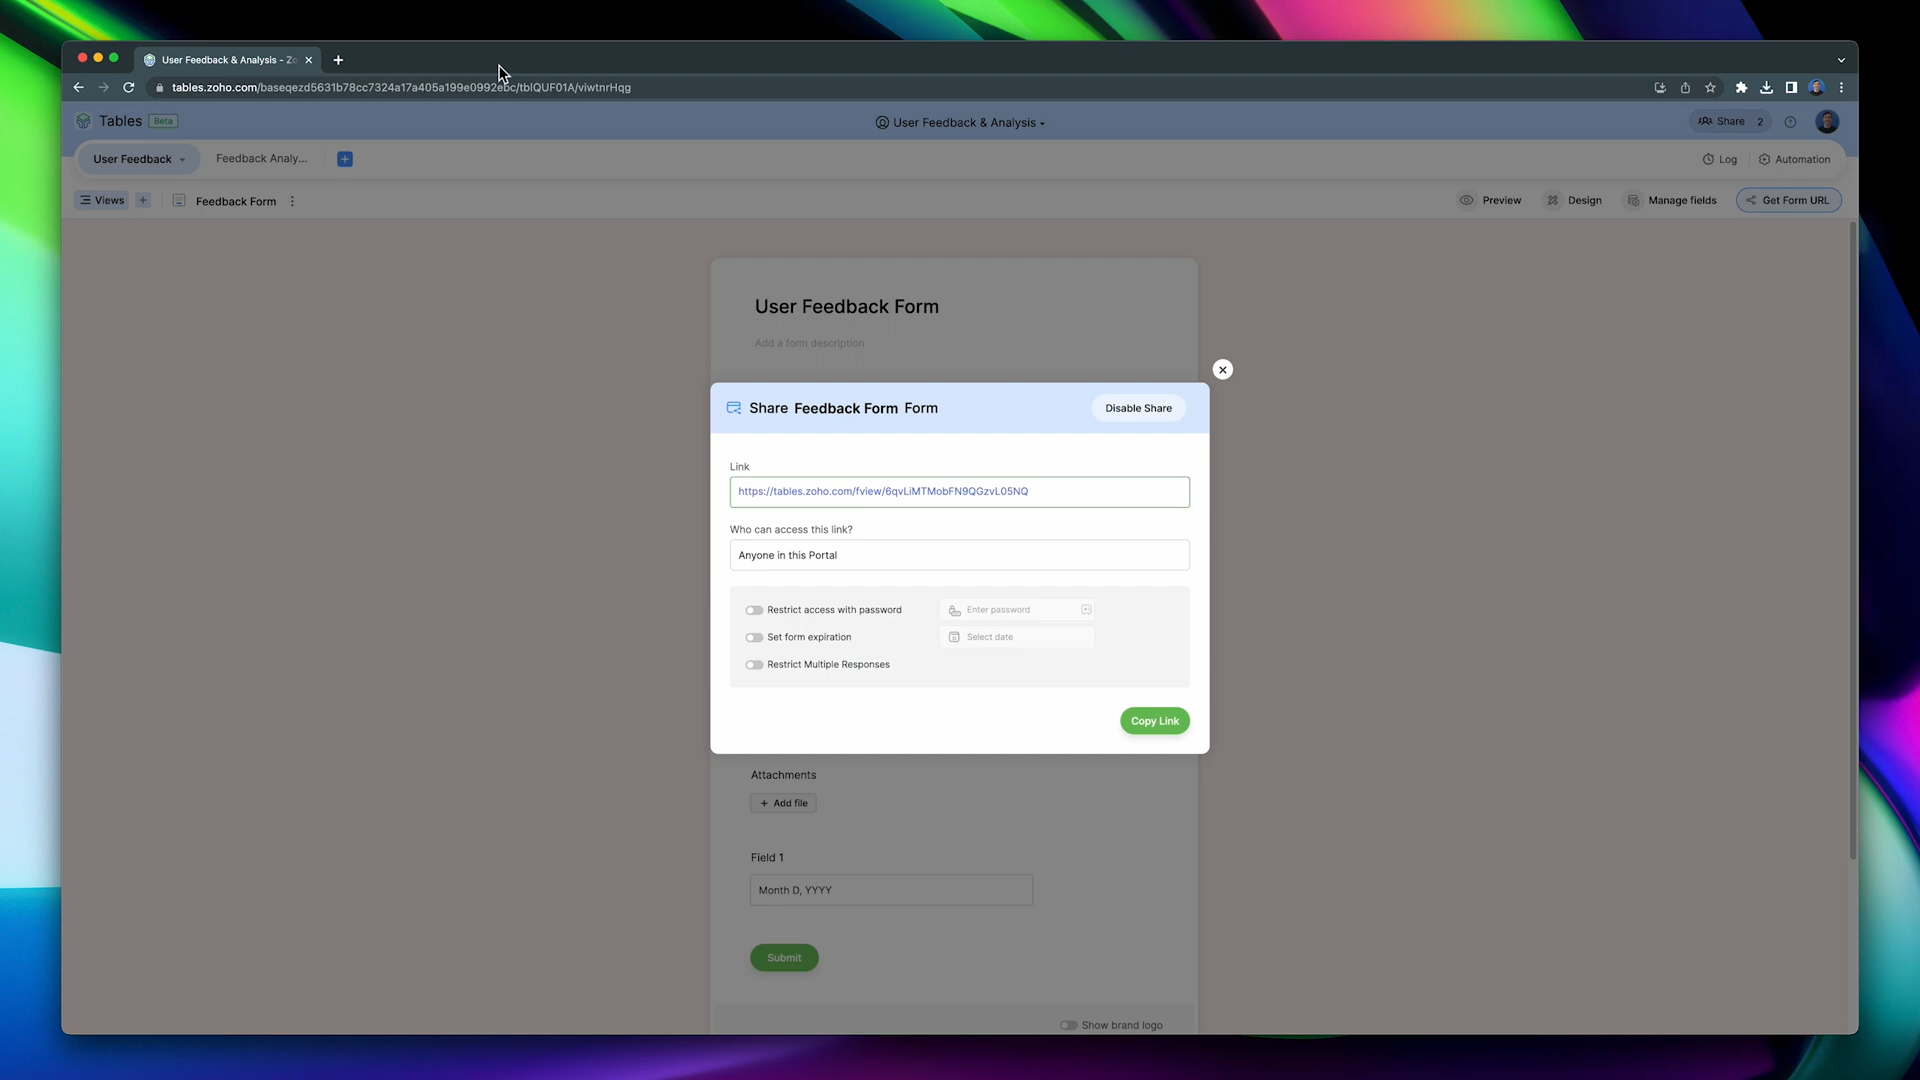 User Feedback & Analysis - Zo
tables.zoho.com/baseqezd5631b78cc7324a17a405a199e0992ebc/tblQUF01A/viwtnrHqg
Tables Beta
User Feedback & Analysis
Share 2
User Feedback
Feedback Analy...
Log
Automation
Views
Feedback Form
Preview
Design
Manage fields
Get Form URL
User Feedback Form
Add a form description
Share Feedback Form Form
Disable Share
Link
https://tables.zoho.com/fview/6qvLiMTMobFN9QGzvL05NQ
Who can access this link?
Anyone in this Portal
Restrict access with password
Enter password
Set form expiration
Select date
Restrict Multiple Responses
Copy Link
Attachments
+ Add file
Field 1
Month D, YYYY
Submit
Show brand logo